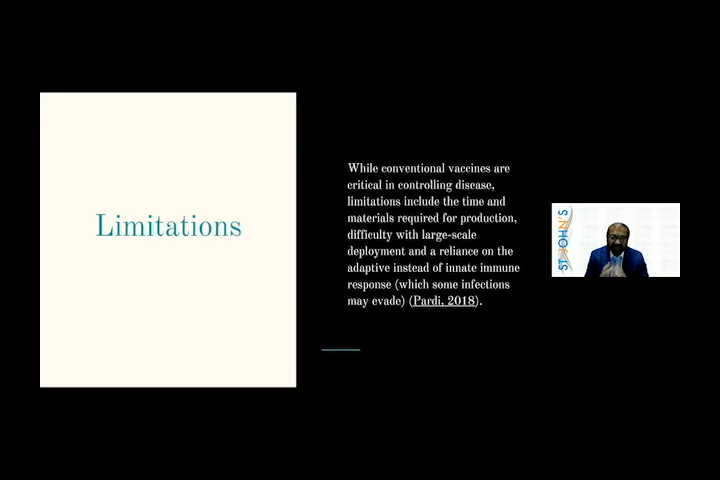 Limitations
While conventional vaccines are
critical in controlling disease,
limitations include the time and
materials required for production,
difficulty with large-scale
deployment and a reliance on the
adaptive instead of innate immune
response (which some infections
may evade) (Pardi, 2018).
ST. JOHN'S